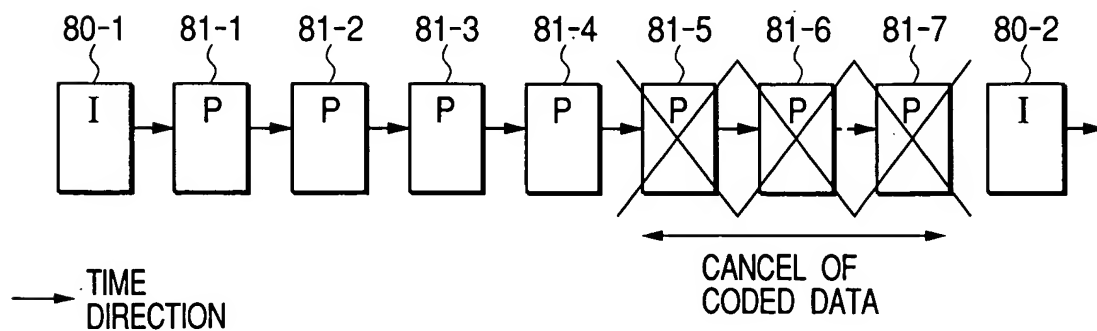 80-1 81-1 81-2 81-3 81-4 81-5 81-6 81-7 80-2
I P P P P P P P I
CANCEL OF
CODED DATA
TIME
DIRECTION